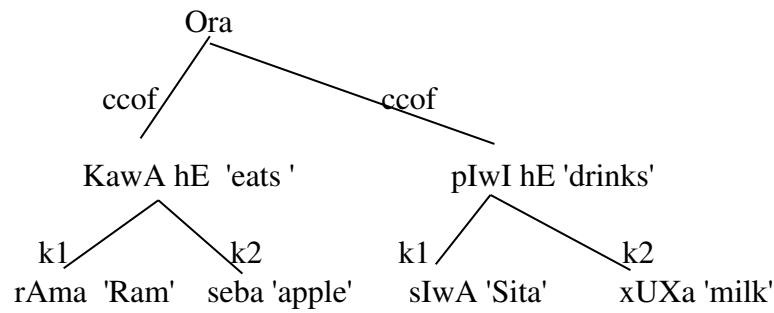 Ora
ccof ccof
KawA hE 'eats ' pIwI hE 'drinks'
k1 k2 k1 k2
rAma 'Ram' seba 'apple' sIwA 'Sita' xUXa 'milk'